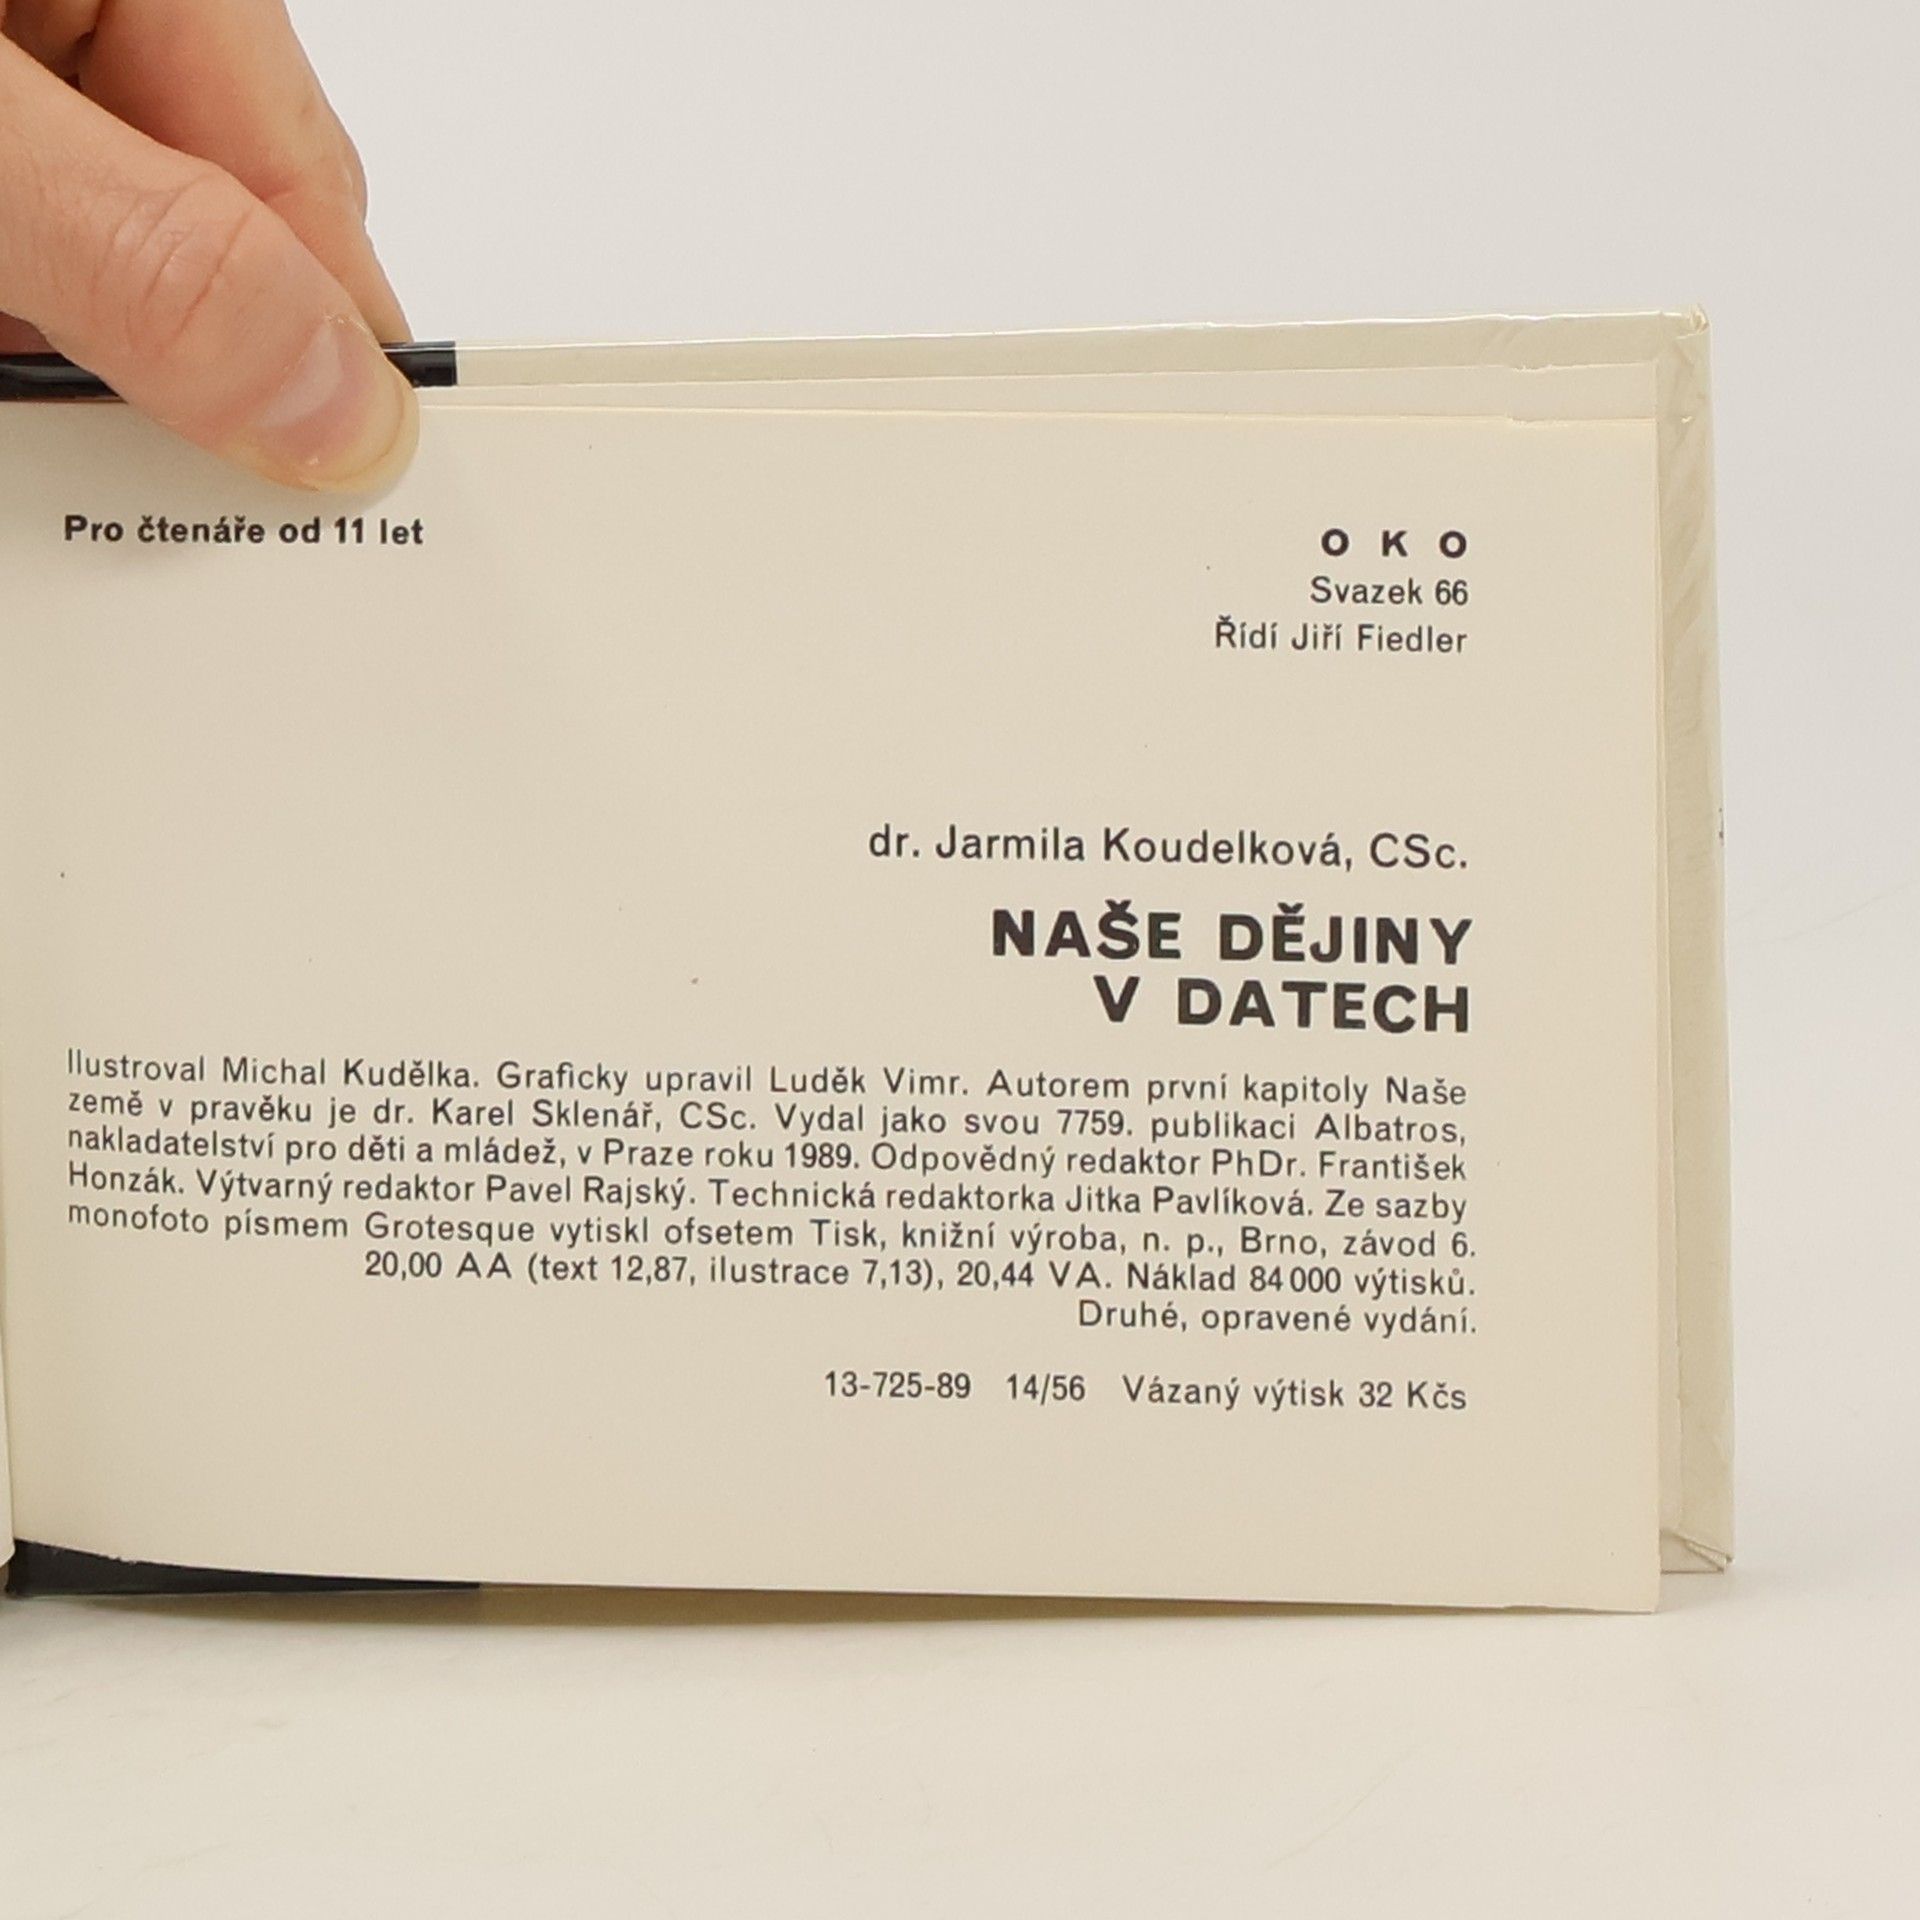 Pro čtenáře od 11 let
O K O
Svazek 66
Řídí Jiří Fiedler
dr. Jarmila Koudelková, CSc.
NAŠE DĚJINY
V DATECH
Ilustroval Michal Kudělka. Graficky upravil Luděk Vimr. Autorem první kapitoly Naše
země v pravěku je dr. Karel Sklenář, CSc. Vydal jako svou 7759. publikaci Albatros,
nakladatelství pro děti a mládež, v Praze roku 1989. Odpovědný redaktor PhDr. František
Honzák. Výtvarný redaktor Pavel Rajský. Technická redaktorka Jitka Pavlíková. Ze sazby
monofoto písmem Grotesque vytiskl ofsetem Tisk, knižní výroba, n. p., Brno, závod 6.
20,00 AA (text 12,87, ilustrace 7,13), 20,44 VA. Náklad 84 000 výtisků.
Druhé, opravené vydání.
13-725-89 14/56 Vázaný výtisk 32 Kčs